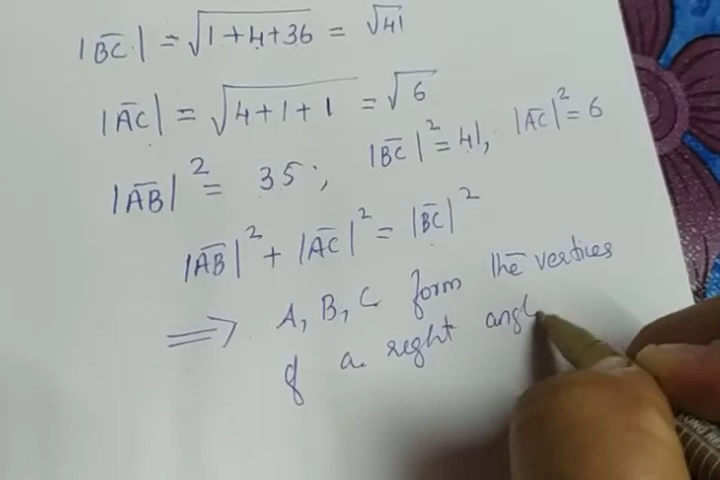 |BC̅| = √1+4+36 = √41
|AC̅| = √4+1+1 = √6
|AB̅|² = 35; |BC̅|² = 41, |AC̅|² = 6
|AB̅|² + |AC̅|² = |BC̅|²
⟹ A, B, C form the vertices
of a right angl